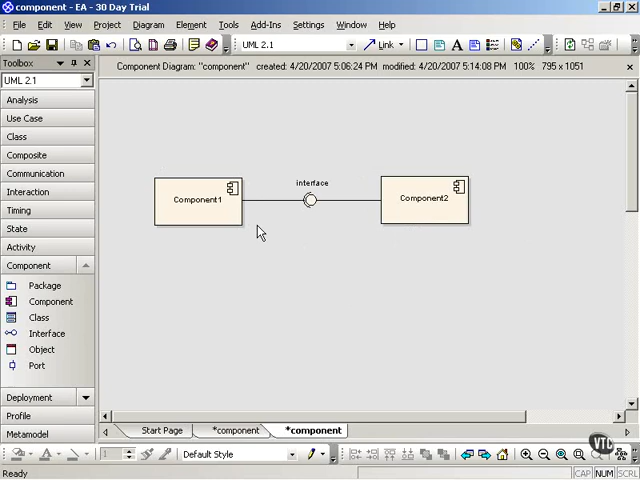 component - EA - 30 Day Trial
File Edit View Project Diagram Element Tools Add-Ins Settings Window Help
UML 2.1 Link
Toolbox
Component Diagram: "component" created: 4/20/2007 5:06:24 PM modified: 4/20/2007 5:14:08 PM 100% 795 x 1051
UML 2.1
Analysis
Use Case
Class
Composite
Communication
Interaction
Timing
State
Activity
Component
Package
Component
Class
Interface
Object
Port
Deployment
Profile
Metamodel
interface
Component1
Component2
Start Page *component *component
1 Default Style
VTC
Ready CAP NUM SCRL